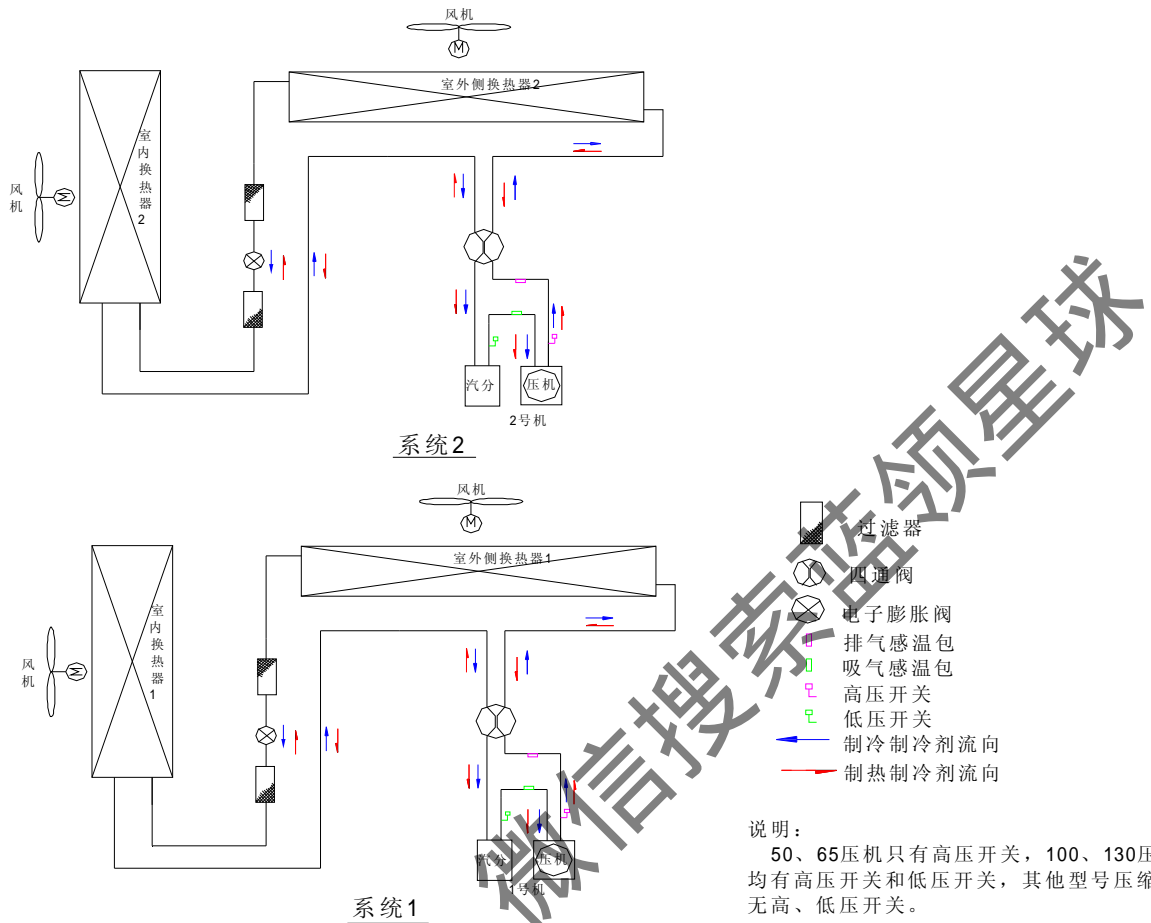 风机
M
室外侧换热器2
室内换热器2
风机
M
汽分
压机
2号机
系统2
风机
M
室外侧换热器1
室内换热器1
风机
M
汽分
压机
1号机
系统1
过滤器
四通阀
电子膨胀阀
排气感温包
吸气感温包
高压开关
低压开关
制冷制冷剂流向
制热制冷剂流向
说明：
50、65压机只有高压开关，100、130压
均有高压开关和低压开关，其他型号压缩
无高、低压开关。
微信搜索蓝领星球